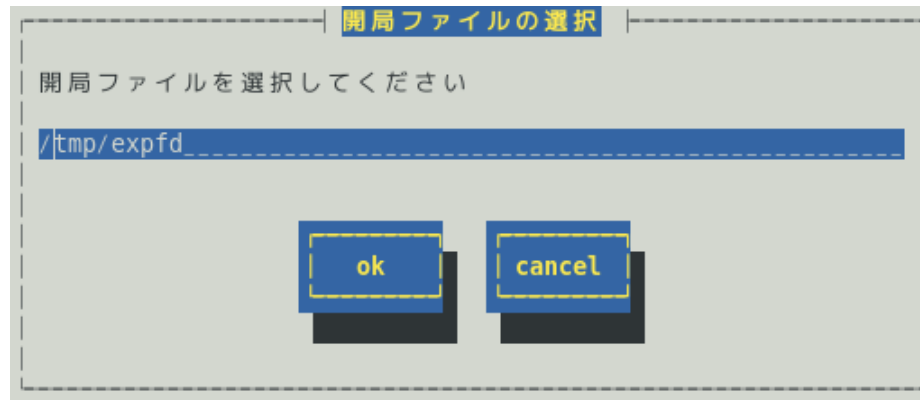 開局ファイルの選択
開局ファイルを選択してください
/tmp/expfd__________________________________________________
ok cancel